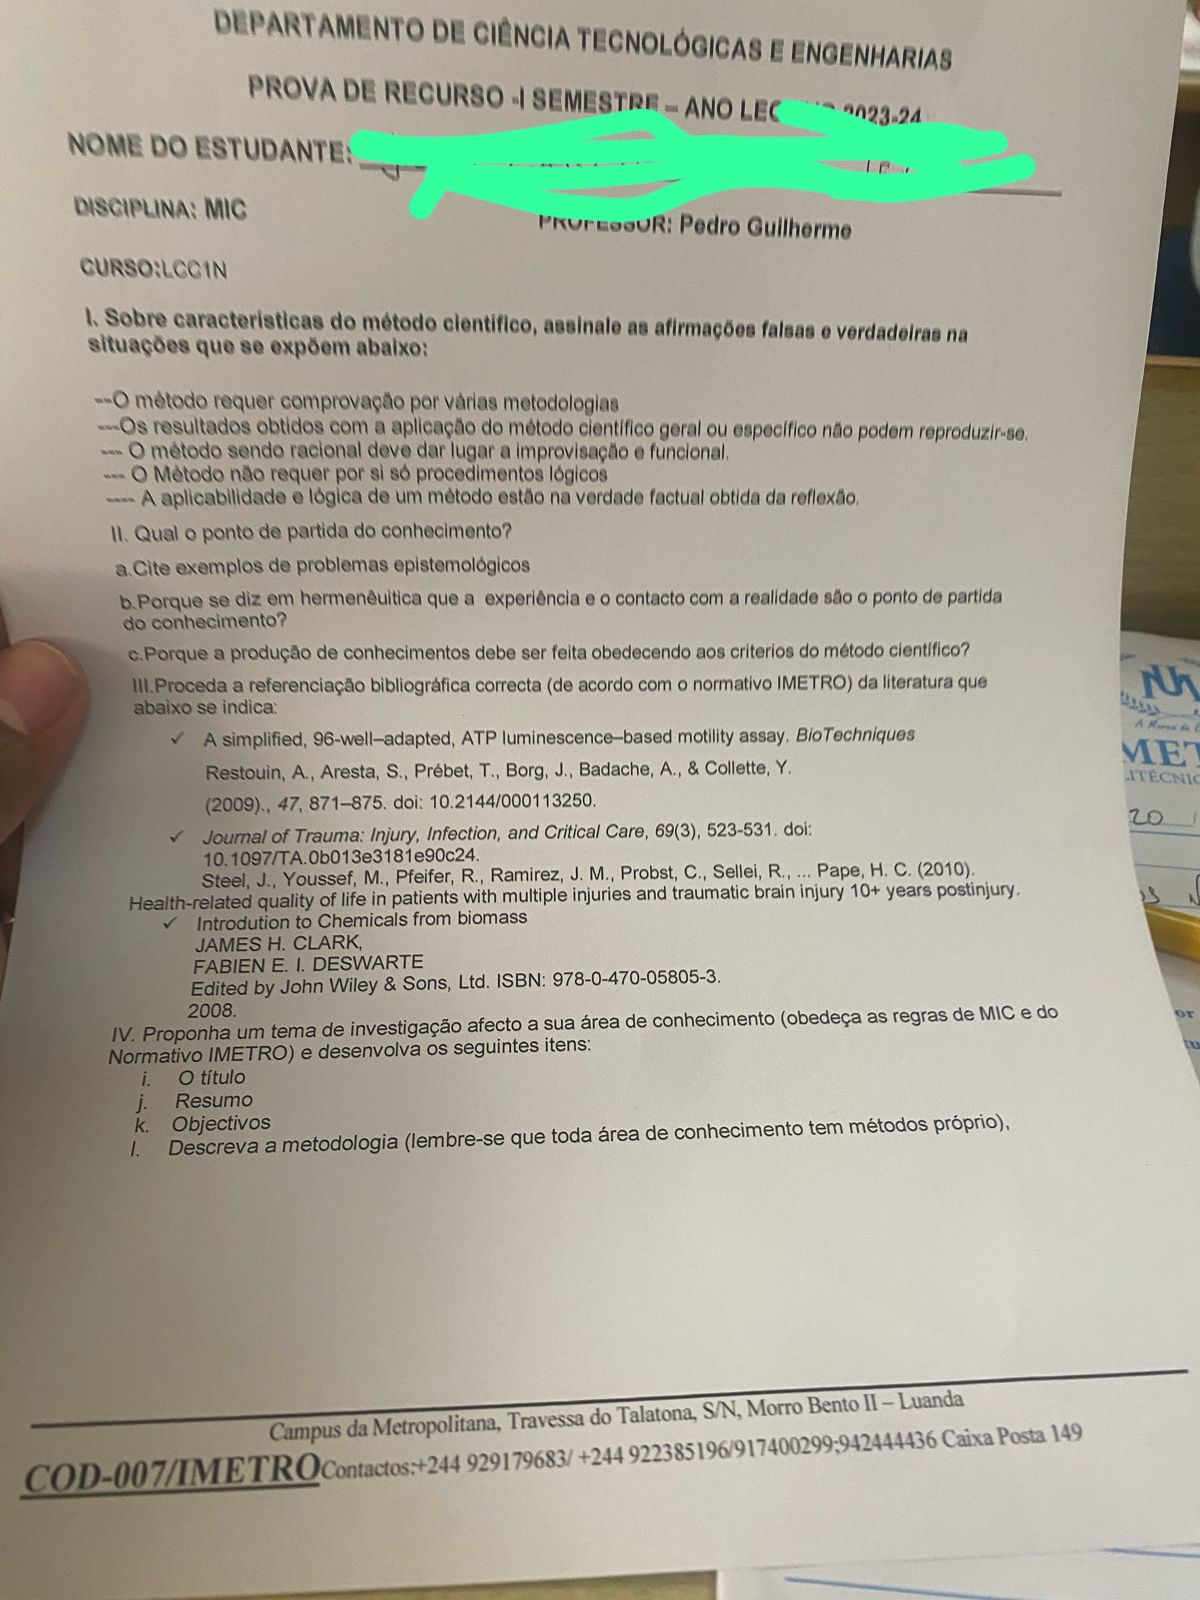 DEPARTAMENTO DE CIÊNCIA TECNOLÓGICAS E ENGENHARIAS
PROVA DE RECURSO -I SEMESTRE – ANO 2023-24
NOME DO ESTUDANTE:
DISCIPLINA: MIC
PROFESSOR: Pedro Guilherme
CURSO:LCC1N
I. Sobre características do método científico, assinale as afirmações falsas e verdadeiras na
situações que se expõem abaixo:
---O método requer comprovação por várias metodologias
----Os resultados obtidos com a aplicação do método científico geral ou específico não podem reproduzir-se.
---- O método sendo racional deve dar lugar a improvisação e funcional.
---- O Método não requer por si só procedimentos lógicos
----- A aplicabilidade e lógica de um método estão na verdade factual obtida da reflexão.
II. Qual o ponto de partida do conhecimento?
a.Cite exemplos de problemas epistemológicos
b.Porque se diz em hermenêuitica que a experiência e o contacto com a realidade são o ponto de partida
do conhecimento?
c.Porque a produção de conhecimentos debe ser feita obedecendo aos criterios do método científico?
III.Proceda a referenciação bibliográfica correcta (de acordo com o normativo IMETRO) da literatura que
abaixo se indica:
✓ A simplified, 96-well–adapted, ATP luminescence–based motility assay. BioTechniques
Restouin, A., Aresta, S., Prébet, T., Borg, J., Badache, A., & Collette, Y.
(2009)., 47, 871–875. doi: 10.2144/000113250.
✓ Journal of Trauma: Injury, Infection, and Critical Care, 69(3), 523-531. doi:
10.1097/TA.0b013e3181e90c24.
Steel, J., Youssef, M., Pfeifer, R., Ramirez, J. M., Probst, C., Sellei, R., ... Pape, H. C. (2010).
Health-related quality of life in patients with multiple injuries and traumatic brain injury 10+ years postinjury.
✓ Introdution to Chemicals from biomass
JAMES H. CLARK,
FABIEN E. I. DESWARTE
Edited by John Wiley & Sons, Ltd. ISBN: 978-0-470-05805-3.
2008.
IV. Proponha um tema de investigação afecto a sua área de conhecimento (obedeça as regras de MIC e do
Normativo IMETRO) e desenvolva os seguintes itens:
i. O título
j. Resumo
k. Objectivos
l. Descreva a metodologia (lembre-se que toda área de conhecimento tem métodos próprio),
Campus da Metropolitana, Travessa do Talatona, S/N, Morro Bento II – Luanda
COD-007/IMETRO Contactos:+244 929179683/ +244 922385196/917400299;942444436 Caixa Posta 149